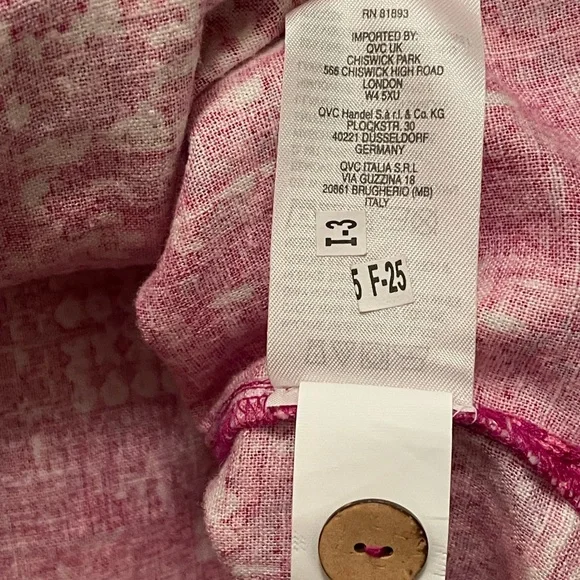 RN 81893
IMPORTED BY:
QVC UK
CHISWICK PARK
566 CHISWICK HIGH ROAD
LONDON
W4 5XU
QVC Handel S.à r.l. & Co. KG
PLOCKSTR. 30
40221 DÜSSELDORF
GERMANY
QVC ITALIA S.R.L
VIA GUZZINA 18
20861 BRUGHERIO (MB)
ITALY
I-3
5 F-25